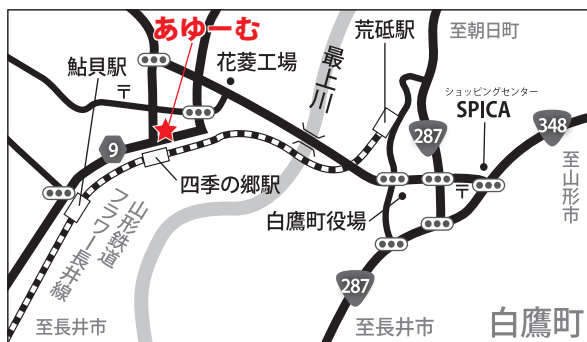 あゆーむ
荒砥駅
至朝日町
鮎貝駅
花菱工場
最上川
ショッピングセンター
SPICA
〒
287
348
9
至山形市
四季の郷駅
〒
白鷹町役場
山形鉄道
フラワー長井線
287
至長井市
至長井市
白鷹町